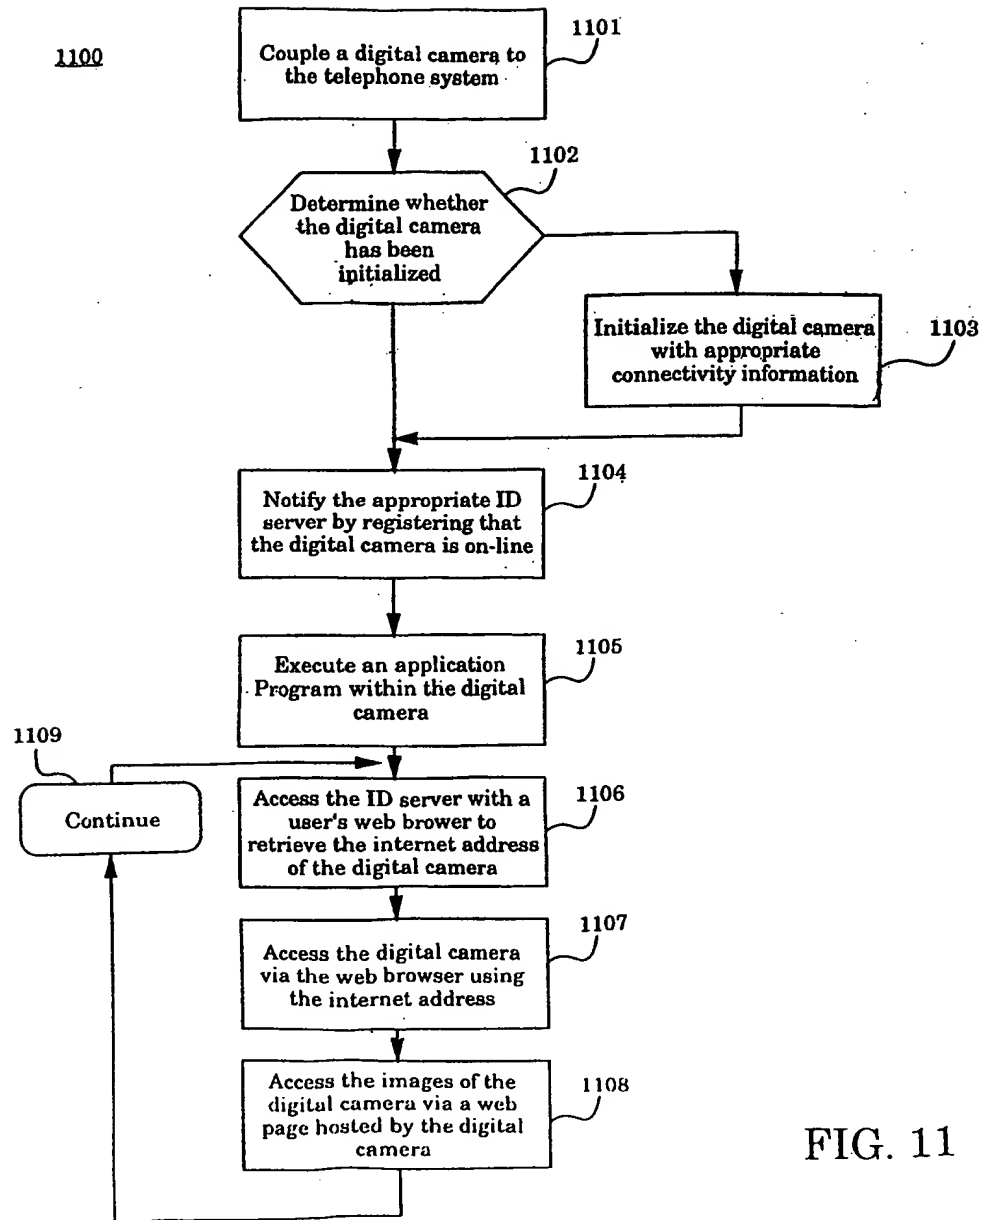 1100
1101
Couple a digital camera to
the telephone system
1102
Determine whether
the digital camera
has been
initialized
1103
Initialize the digital camera
with appropriate
connectivity information
1104
Notify the appropriate ID
server by registering that
the digital camera is on-line
1105
Execute an application
Program within the digital
camera
1109
Continue
1106
Access the ID server with a
user's web brower to
retrieve the internet address
of the digital camera
1107
Access the digital camera
via the web browser using
the internet address
1108
Access the images of the
digital camera via a web
page hosted by the digital
camera
FIG. 11